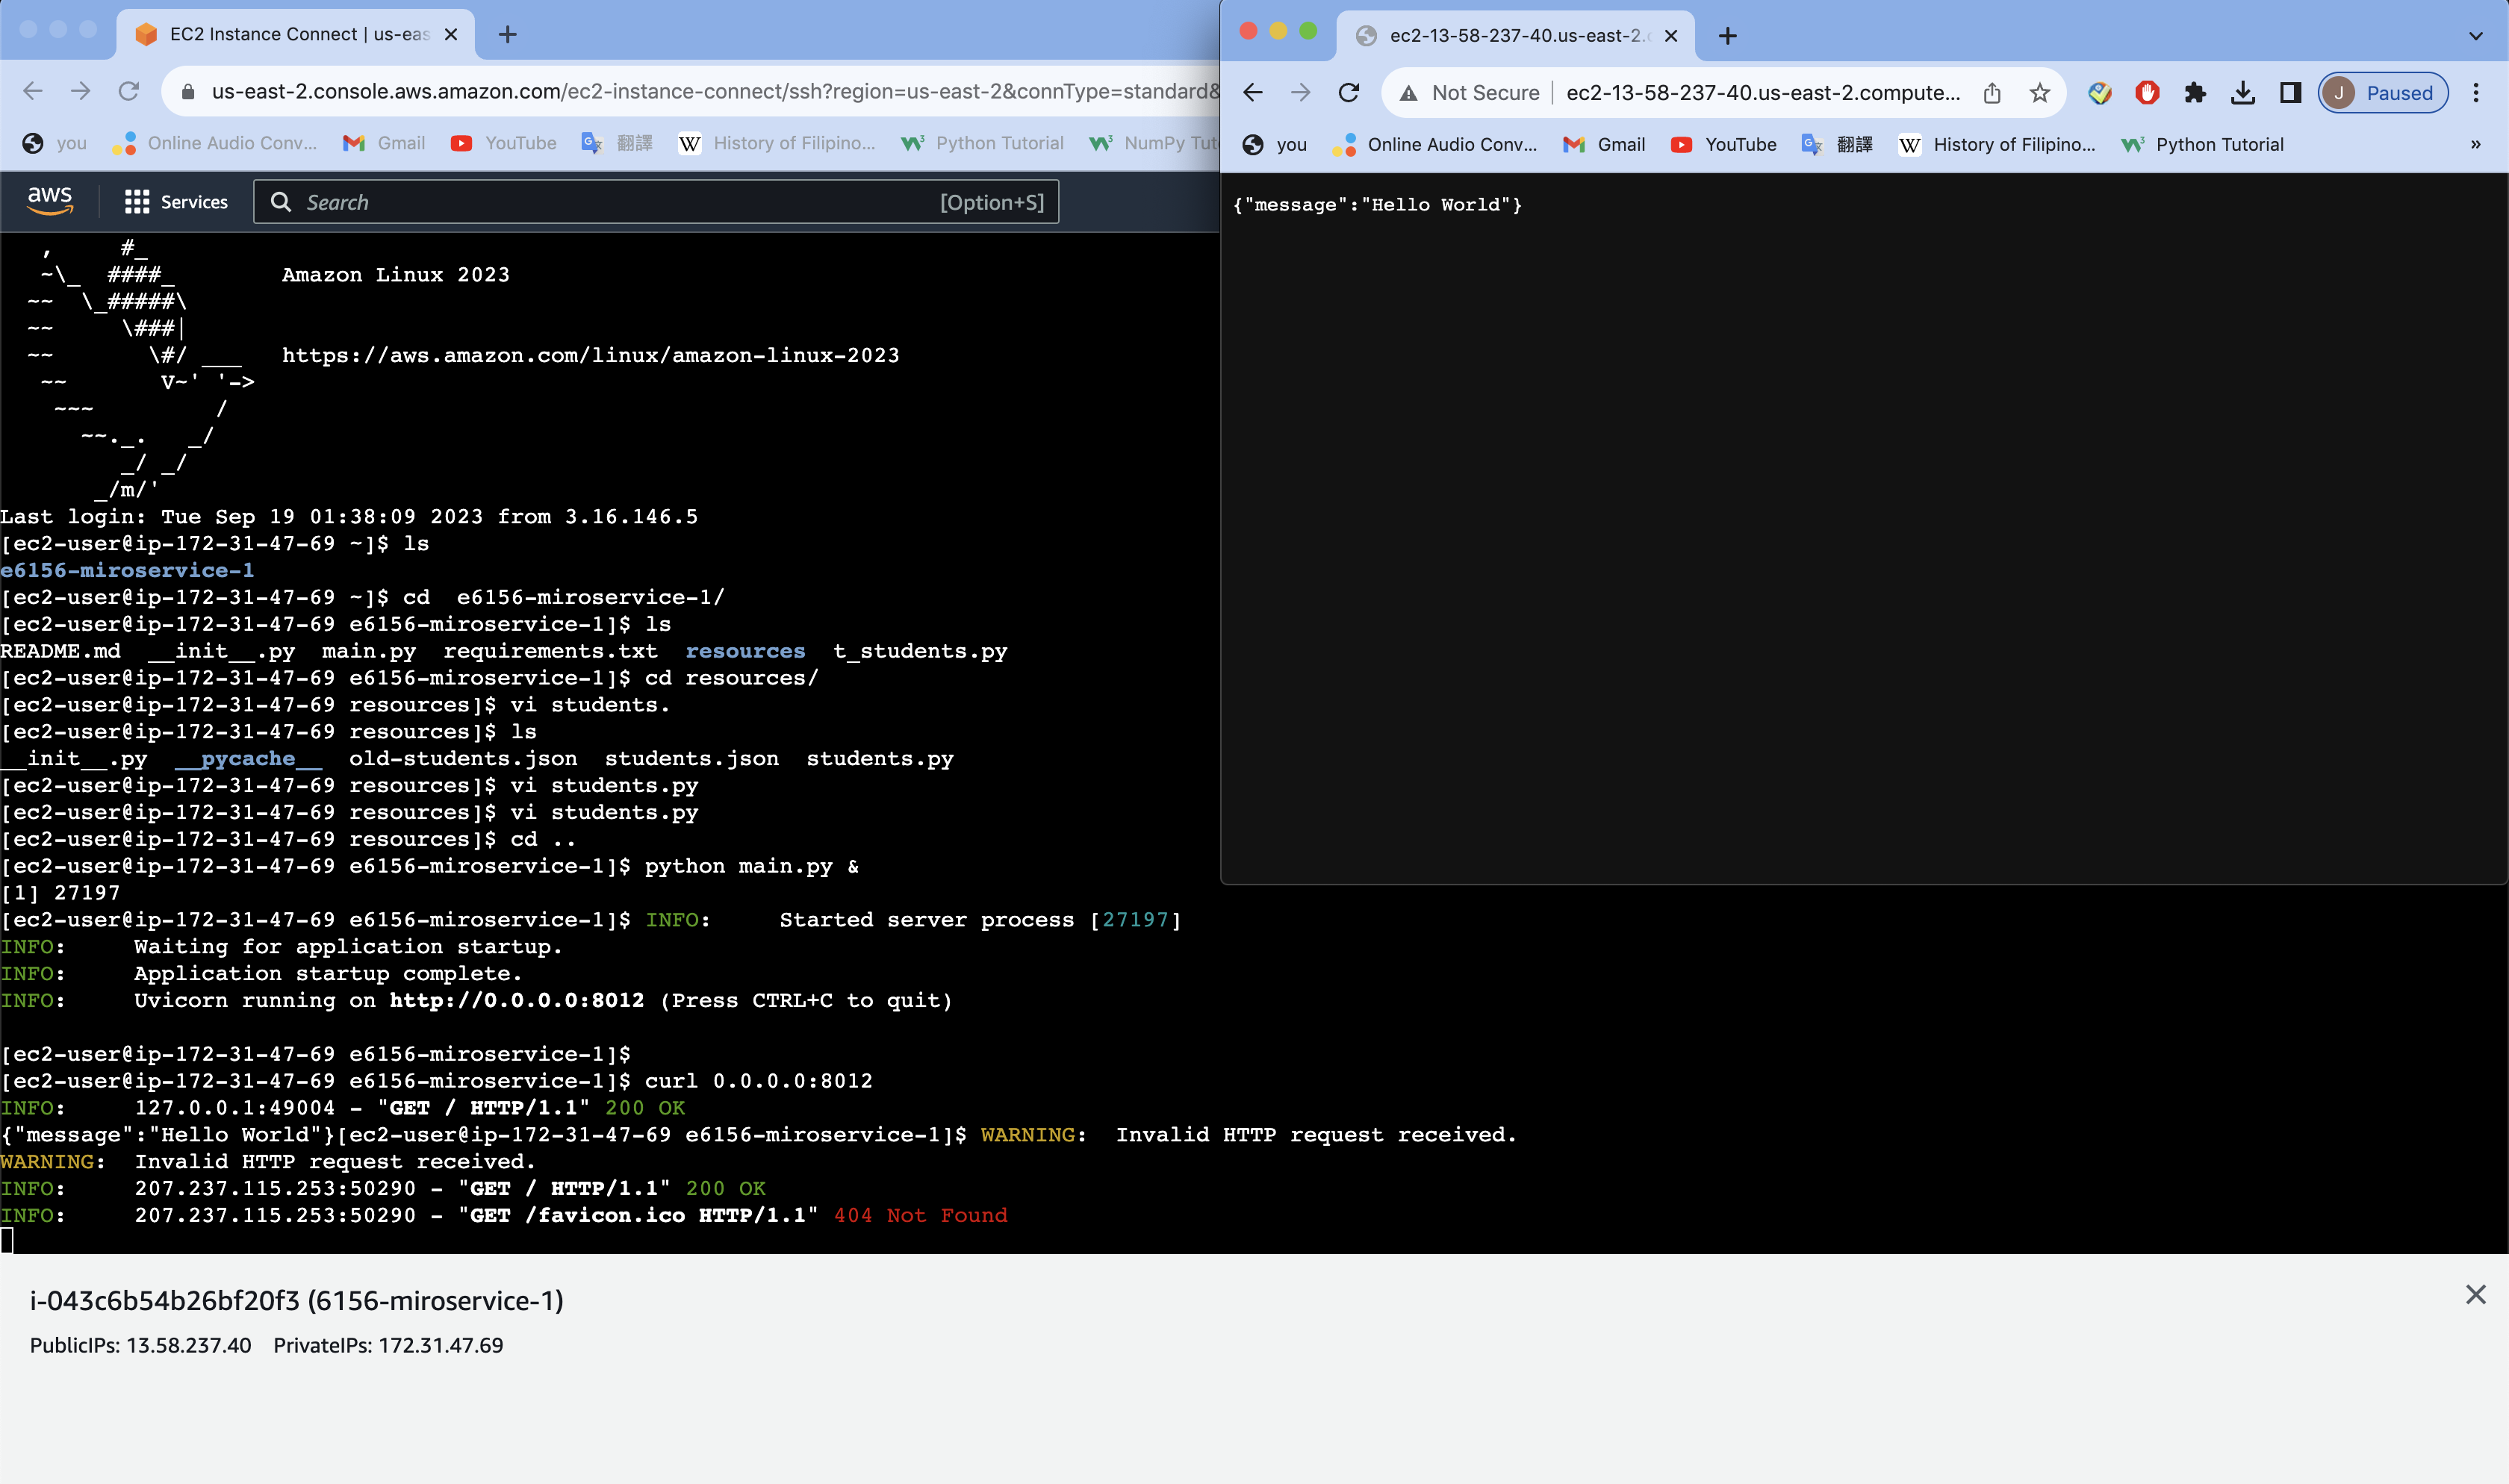 EC2 Instance Connect | us-eas
us-east-2.console.aws.amazon.com/ec2-instance-connect/ssh?region=us-east-2&connType=standard&
you Online Audio Conv... Gmail YouTube 翻譯 W History of Filipino... Python Tutorial NumPy Tut
aws Services Search [Option+S]
ec2-13-58-237-40.us-east-2.c
Not Secure ec2-13-58-237-40.us-east-2.compute... J Paused
you Online Audio Conv... Gmail YouTube 翻譯 W History of Filipino... Python Tutorial »
{"message":"Hello World"}
   ,     #_
   ~\_  ####_        Amazon Linux 2023
  ~~  \_#####\
  ~~     \###|
  ~~       \#/ ___   https://aws.amazon.com/linux/amazon-linux-2023
   ~~       V~' '->
    ~~~         /
      ~~._.   _/
         _/ _/
       _/m/'
Last login: Tue Sep 19 01:38:09 2023 from 3.16.146.5
[ec2-user@ip-172-31-47-69 ~]$ ls
e6156-miroservice-1
[ec2-user@ip-172-31-47-69 ~]$ cd  e6156-miroservice-1/
[ec2-user@ip-172-31-47-69 e6156-miroservice-1]$ ls
README.md  __init__.py  main.py  requirements.txt  resources  t_students.py
[ec2-user@ip-172-31-47-69 e6156-miroservice-1]$ cd resources/
[ec2-user@ip-172-31-47-69 resources]$ vi students.
[ec2-user@ip-172-31-47-69 resources]$ ls
__init__.py  __pycache__  old-students.json  students.json  students.py
[ec2-user@ip-172-31-47-69 resources]$ vi students.py
[ec2-user@ip-172-31-47-69 resources]$ vi students.py
[ec2-user@ip-172-31-47-69 resources]$ cd ..
[ec2-user@ip-172-31-47-69 e6156-miroservice-1]$ python main.py &
[1] 27197
[ec2-user@ip-172-31-47-69 e6156-miroservice-1]$ INFO:     Started server process [27197]
INFO:     Waiting for application startup.
INFO:     Application startup complete.
INFO:     Uvicorn running on http://0.0.0.0:8012 (Press CTRL+C to quit)
[ec2-user@ip-172-31-47-69 e6156-miroservice-1]$
[ec2-user@ip-172-31-47-69 e6156-miroservice-1]$ curl 0.0.0.0:8012
INFO:     127.0.0.1:49004 - "GET / HTTP/1.1" 200 OK
{"message":"Hello World"}[ec2-user@ip-172-31-47-69 e6156-miroservice-1]$ WARNING:  Invalid HTTP request received.
WARNING:  Invalid HTTP request received.
INFO:     207.237.115.253:50290 - "GET / HTTP/1.1" 200 OK
INFO:     207.237.115.253:50290 - "GET /favicon.ico HTTP/1.1" 404 Not Found
i-043c6b54b26bf20f3 (6156-miroservice-1)
PublicIPs: 13.58.237.40 PrivateIPs: 172.31.47.69